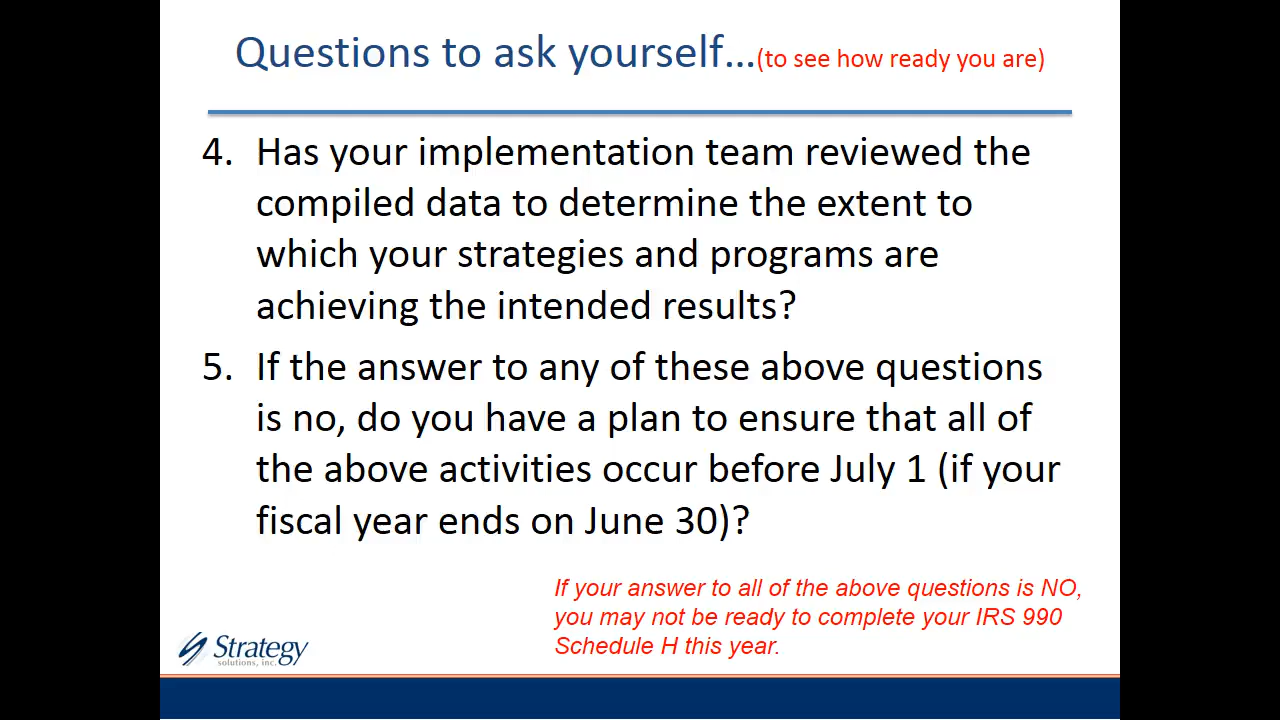 Questions to ask yourself...(to see how ready you are)
4. Has your implementation team reviewed the
compiled data to determine the extent to
which your strategies and programs are
achieving the intended results?
5. If the answer to any of these above questions
is no, do you have a plan to ensure that all of
the above activities occur before July 1 (if your
fiscal year ends on June 30)?
If your answer to all of the above questions is NO,
you may not be ready to complete your IRS 990
Schedule H this year.
Strategy
solutions, inc.